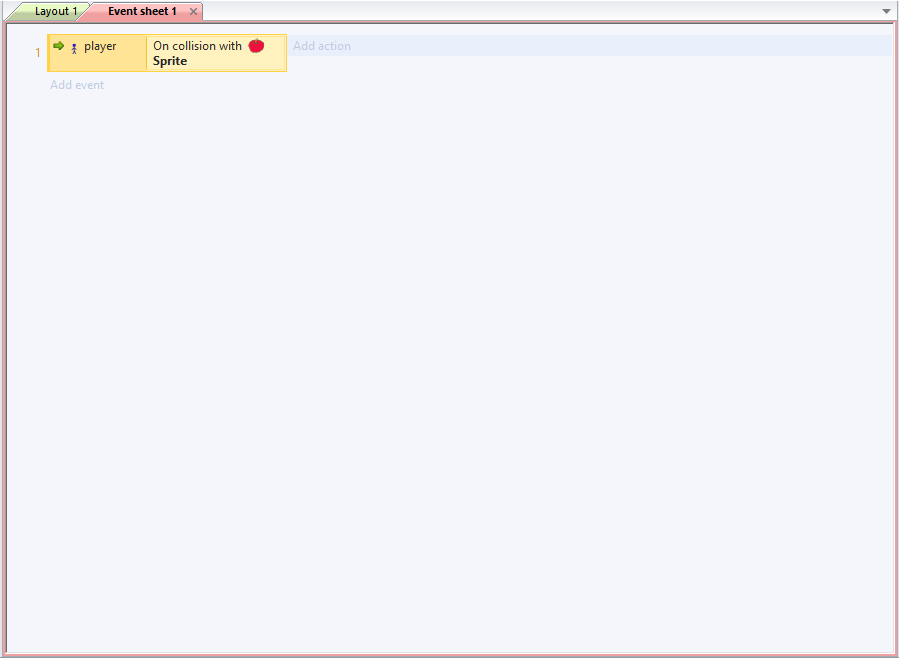 Layout 1
Event sheet 1
1
player
On collision with
Sprite
Add action
Add event